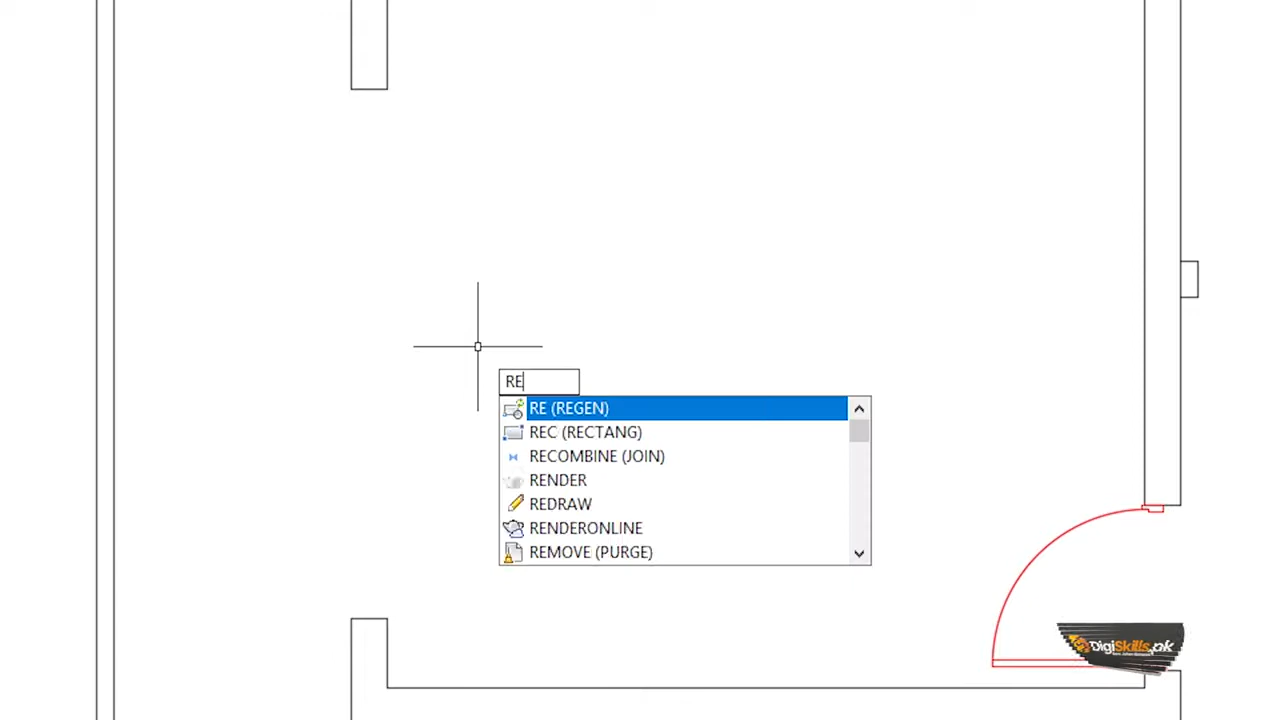 RE
RE (REGEN)
REC (RECTANG)
RECOMBINE (JOIN)
RENDER
REDRAW
RENDERONLINE
REMOVE (PURGE)
DigiSkills.pk